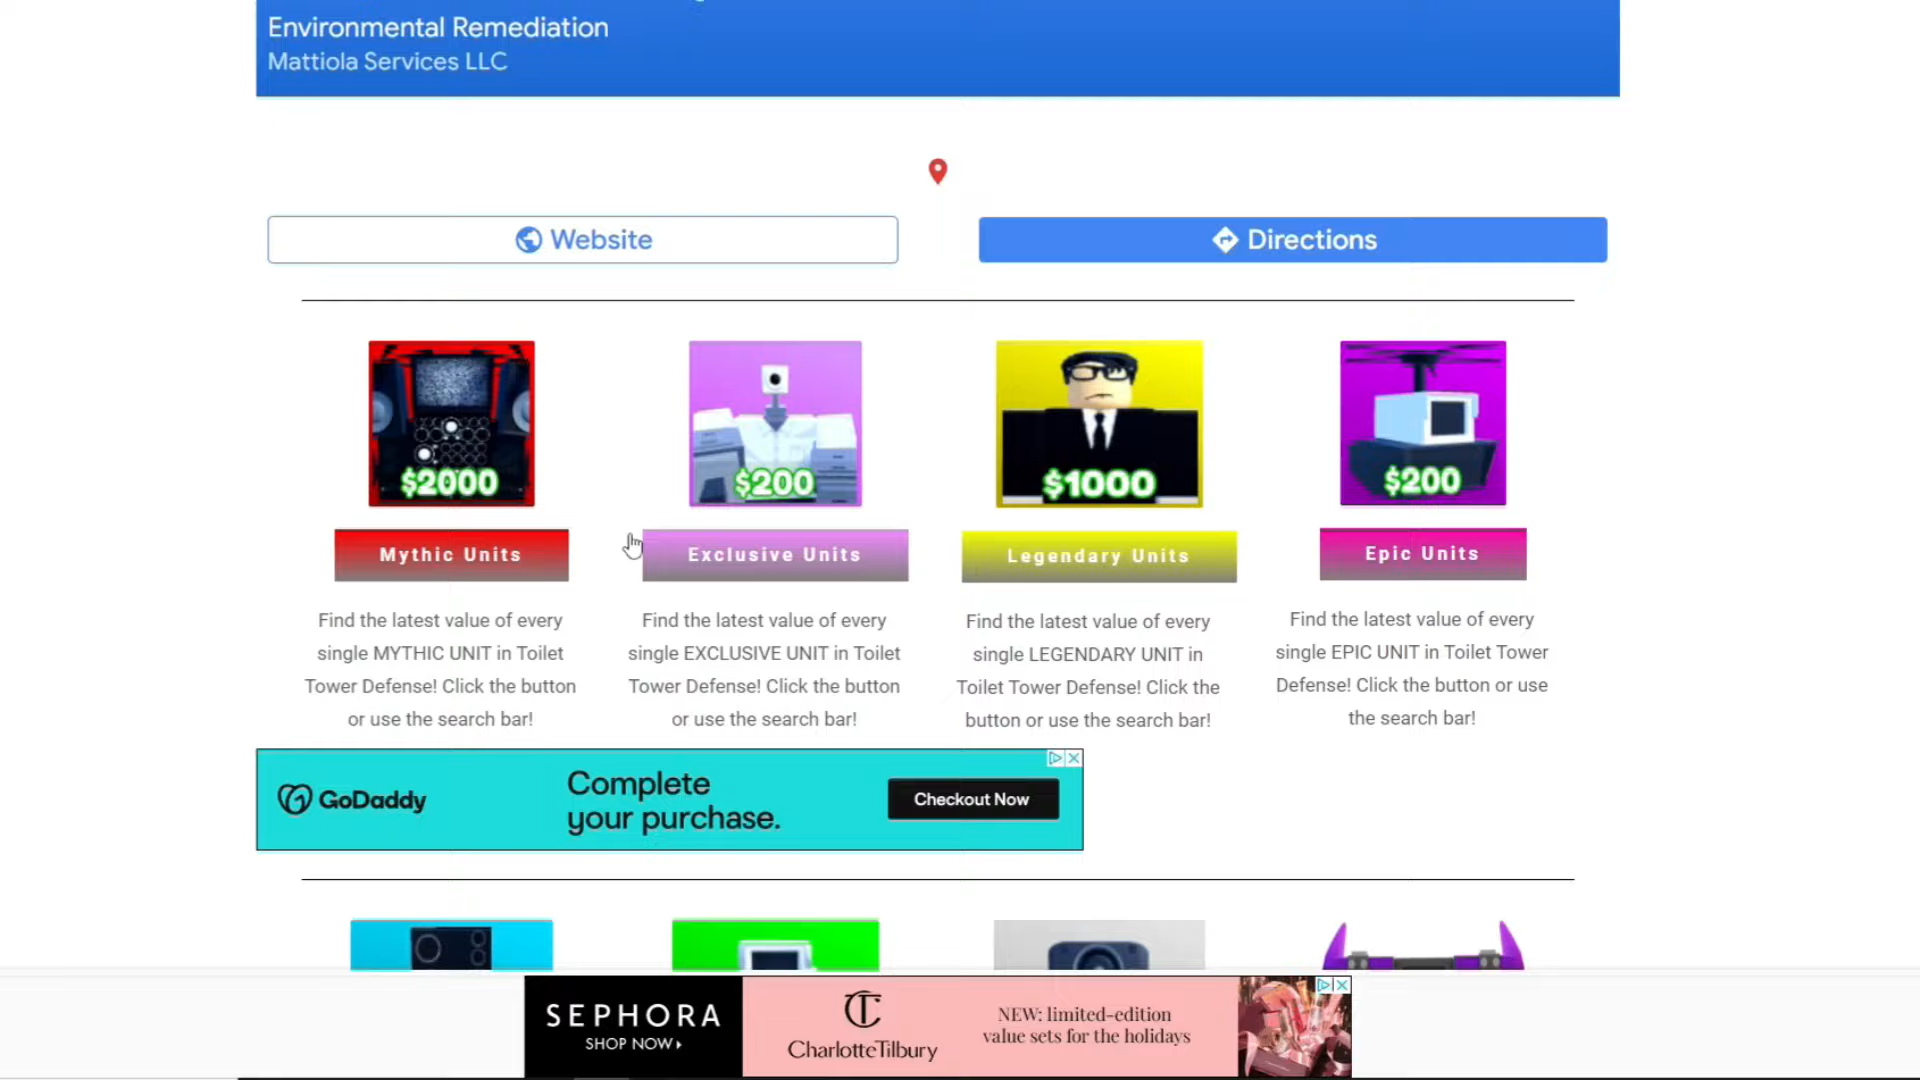 Environmental Remediation
Mattiola Services LLC
Website
Directions
$2000
$200
$1000
$200
Mythic Units
Exclusive Units
Legendary Units
Epic Units
Find the latest value of every
single MYTHIC UNIT in Toilet
Tower Defense! Click the button
or use the search bar!
Find the latest value of every
single EXCLUSIVE UNIT in Toilet
Tower Defense! Click the button
or use the search bar!
Find the latest value of every
single LEGENDARY UNIT in
Toilet Tower Defense! Click the
button or use the search bar!
Find the latest value of every
single EPIC UNIT in Toilet Tower
Defense! Click the button or use
the search bar!
GoDaddy
Complete
your purchase.
Checkout Now
SEPHORA
SHOP NOW
CT
Charlotte Tilbury
NEW: limited-edition
value sets for the holidays